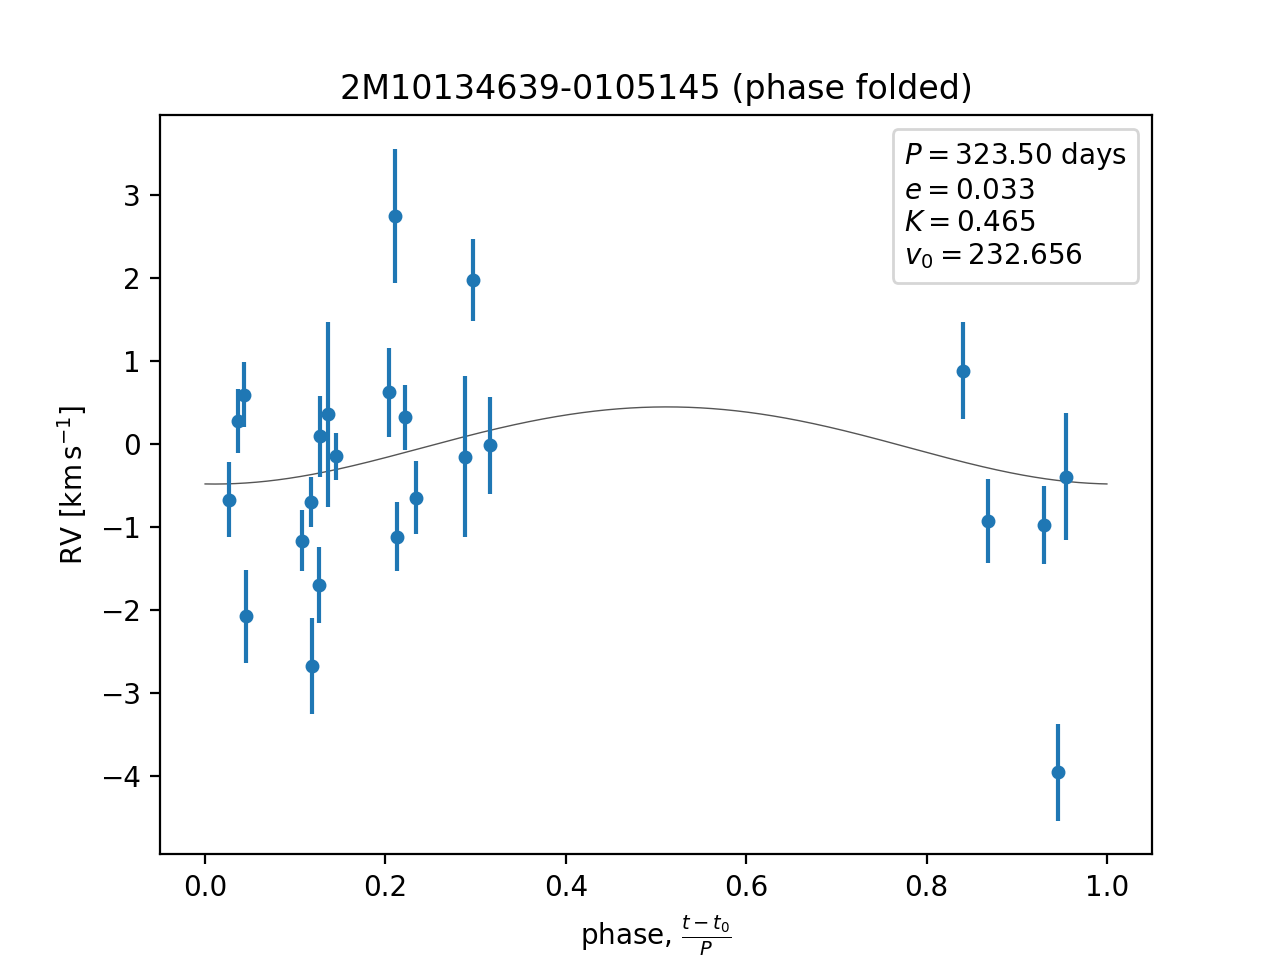 2M10134639-0105145 (phase folded)
P = 323.50 days
e = 0.033
K = 0.465
v₀ = 232.656
RV [km s⁻¹]
3
2
1
0
−1
−2
−3
−4
0.0 0.2 0.4 0.6 0.8 1.0
phase, (t − t₀)/P